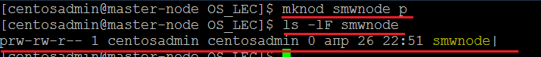 [centosadmin@master-node OS_LEC]$ mknod smwnode p
[centosadmin@master-node OS_LEC]$ ls -lF smwnode
prw-rw-r-- 1 centosadmin centosadmin 0 апр 26 22:51 smwnode|
[centosadmin@master-node OS_LEC]$